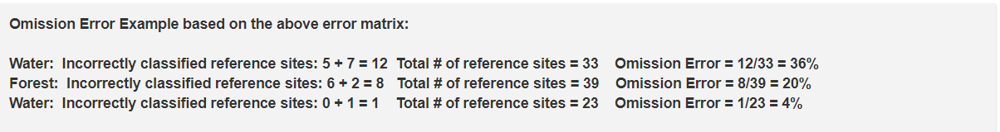 Omission Error Example based on the above error matrix:
Water: Incorrectly classified reference sites: 5 + 7 = 12 Total # of reference sites = 33 Omission Error = 12/33 = 36%
Forest: Incorrectly classified reference sites: 6 + 2 = 8 Total # of reference sites = 39 Omission Error = 8/39 = 20%
Water: Incorrectly classified reference sites: 0 + 1 = 1 Total # of reference sites = 23 Omission Error = 1/23 = 4%